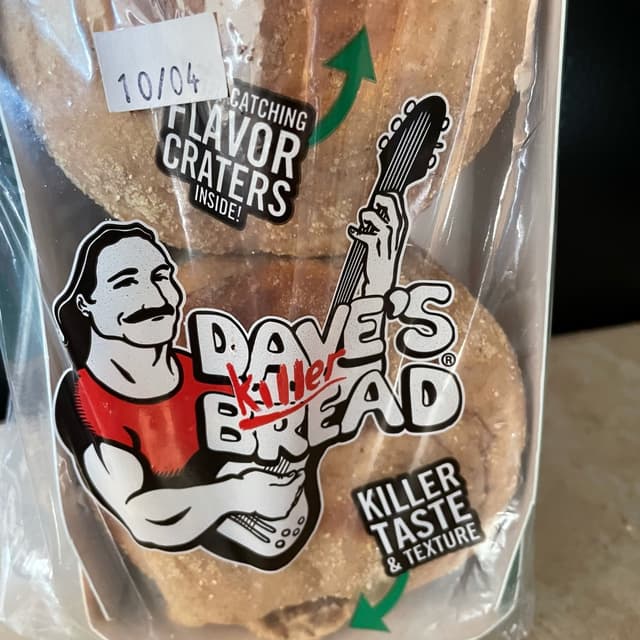 10/04
CATCHING
FLAVOR
CRATERS
INSIDE!
DAVE'S
killer
BREAD®
KILLER
TASTE
& TEXTURE